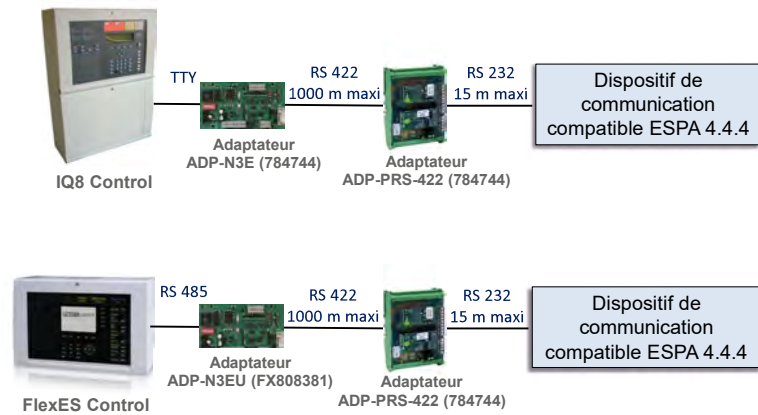 TTY
RS 422
1000 m maxi
RS 232
15 m maxi
Dispositif de
communication
compatible ESPA 4.4.4
Adaptateur
ADP-N3E (784744)
Adaptateur
ADP-PRS-422 (784744)
IQ8 Control
RS 485
RS 422
1000 m maxi
RS 232
15 m maxi
Dispositif de
communication
compatible ESPA 4.4.4
Adaptateur
ADP-N3EU (FX808381)
Adaptateur
ADP-PRS-422 (784744)
FlexES Control